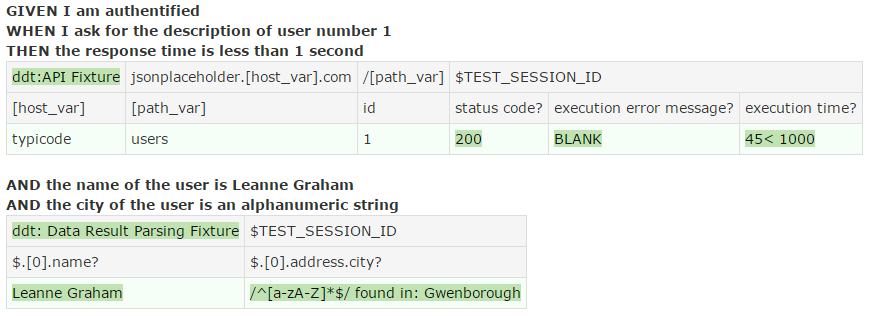 GIVEN I am authentified
WHEN I ask for the description of user number 1
THEN the response time is less than 1 second
ddt:API Fixture jsonplaceholder.[host_var].com /[path_var] $TEST_SESSION_ID
[host_var] [path_var] id status code? execution error message? execution time?
typicode users 1 200 BLANK 45< 1000
AND the name of the user is Leanne Graham
AND the city of the user is an alphanumeric string
ddt: Data Result Parsing Fixture $TEST_SESSION_ID
$.[0].name? $.[0].address.city?
Leanne Graham /^[a-zA-Z]*$/ found in: Gwenborough